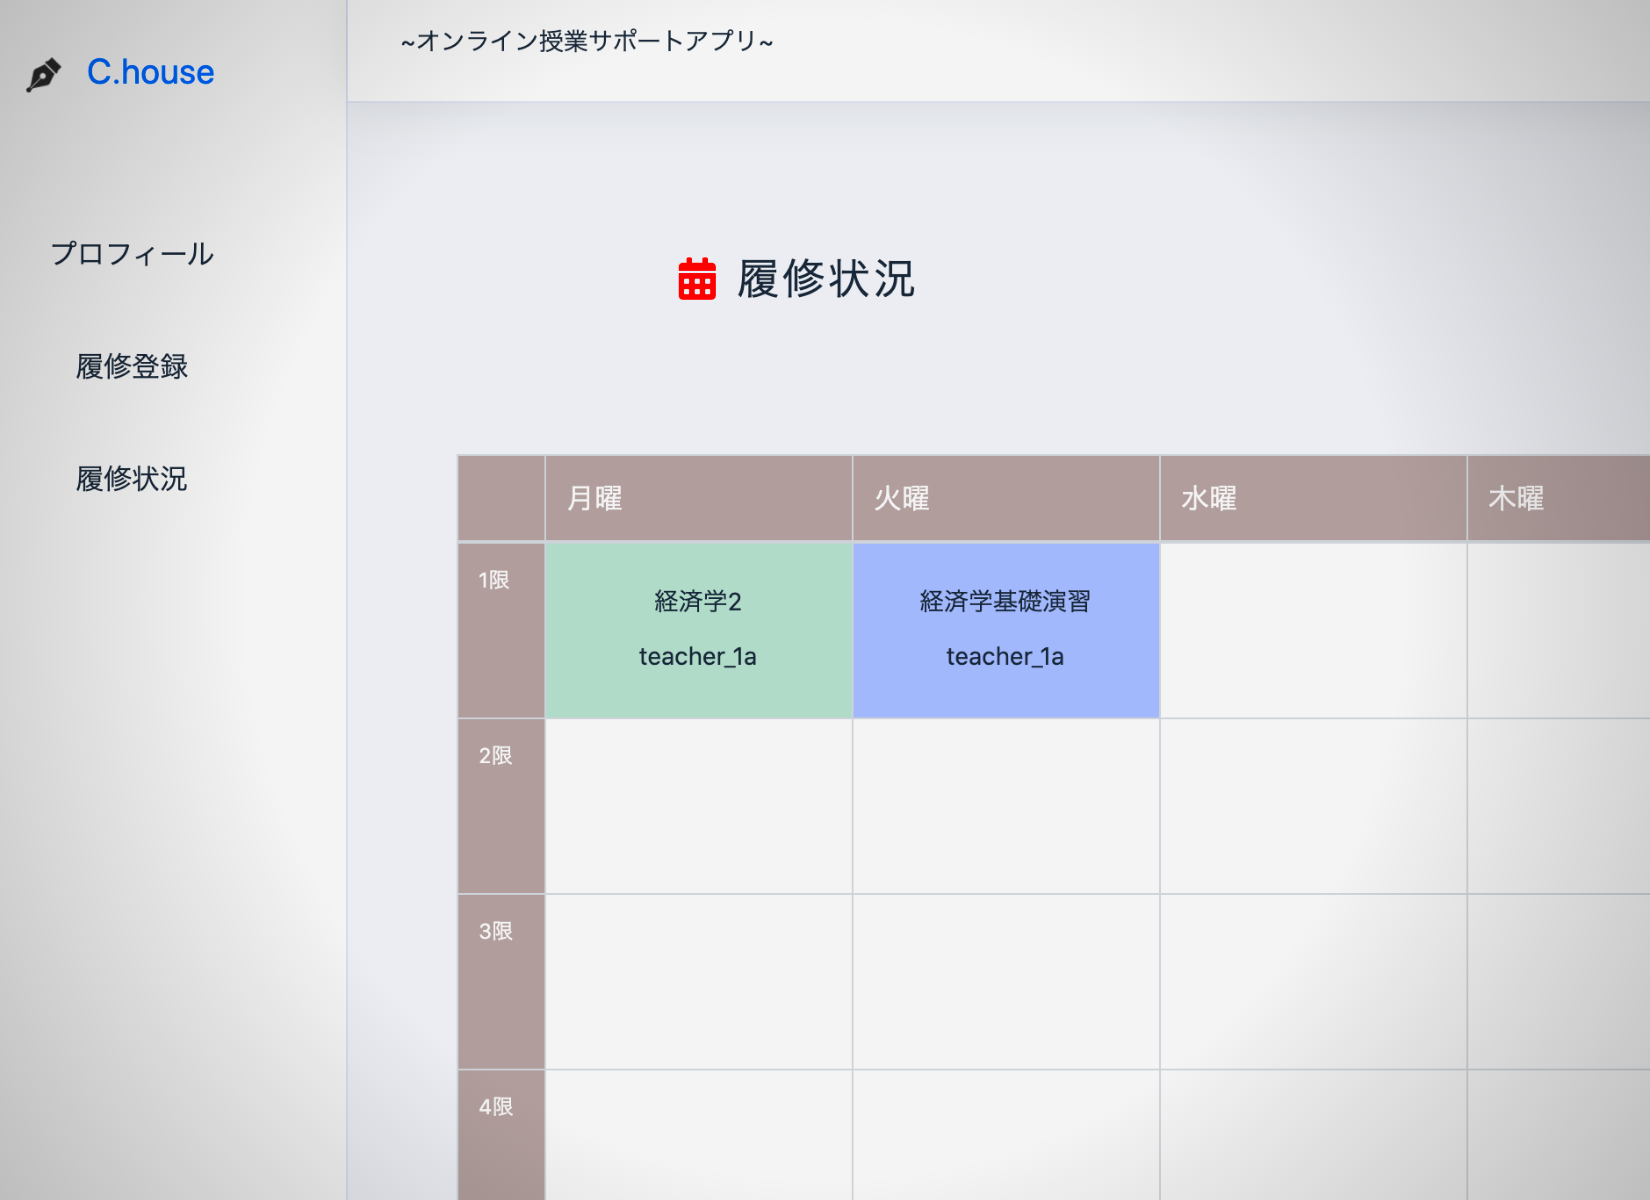 C.house
~オンライン授業サポートアプリ~
プロフィール
履修登録
履修状況
履修状況
月曜 火曜 水曜 木曜
1限
経済学2 経済学基礎演習
teacher_1a teacher_1a
2限
3限
4限